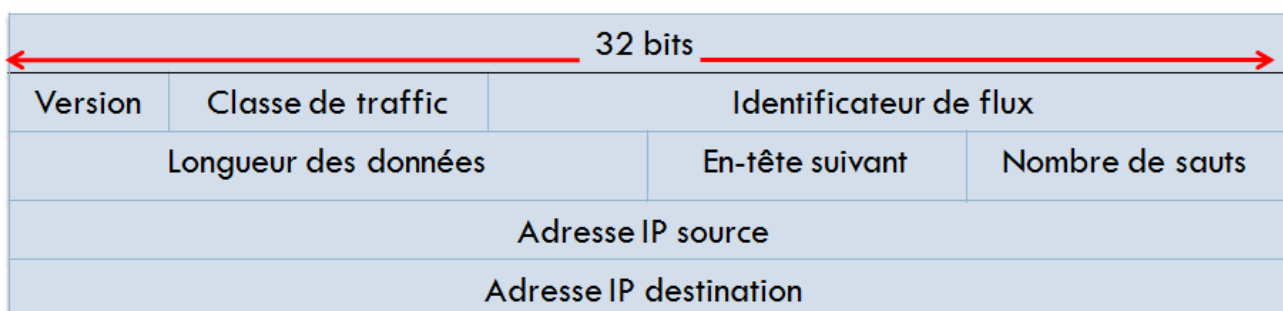 32 bits
Version Classe de traffic Identificateur de flux
Longueur des données En-tête suivant Nombre de sauts
Adresse IP source
Adresse IP destination